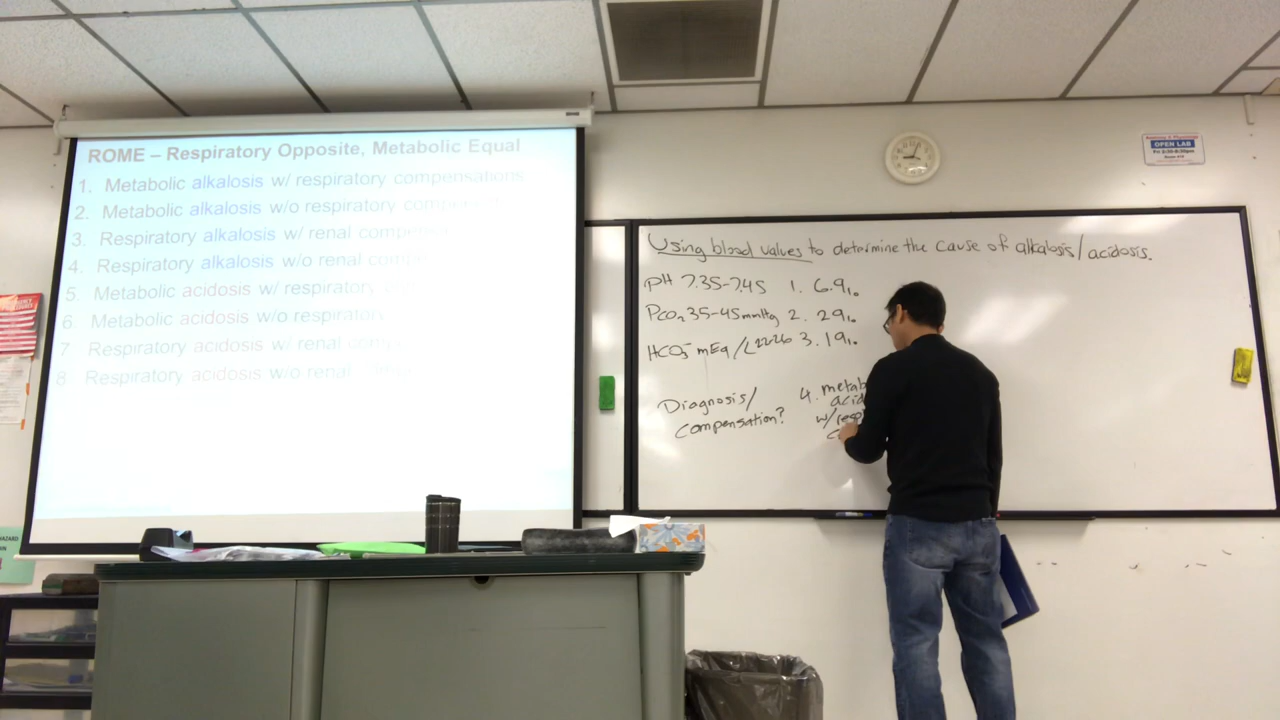 ROME – Respiratory Opposite, Metabolic Equal
1. Metabolic alkalosis w/ respiratory compensations
2. Metabolic alkalosis w/o respiratory
3. Respiratory alkalosis w/ renal
4. Respiratory alkalosis w/o renal
5. Metabolic acidosis w/ respiratory
6 Metabolic acidosis w/o respiratory
7 Respiratory acidosis w/ renal
8 Respiratory acidosis w/o renal
OPEN LAB
Using blood values to determine the cause of alkalosis/acidosis.
pH 7.35-7.45 1. 6.9
PCO2 35-45mmHg 2. 29
HCO3- mEq/L 22-26 3. 19
Diagnosis/
compensation?
4. metab
acid
w/resp